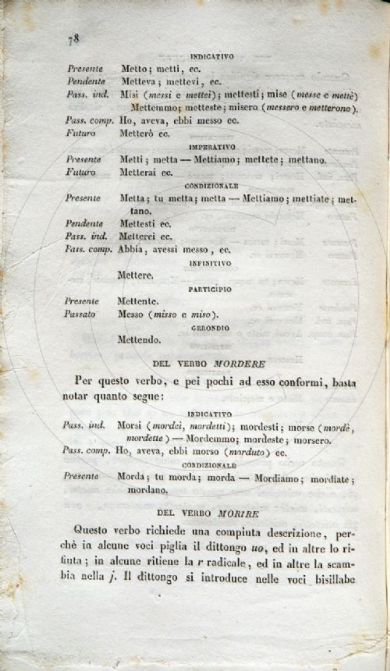 78
INDICATIVO
Presente Metto; metti, ec.
Pendente Metteva; mettevi, ec.
Pass. ind. Misi (messi e mettei); mettesti; mise (messe e mettè)
Mettemmo; metteste; misero (messero e metterono).
Pass. comp. Ho, aveva, ebbi messo ec.
Futuro Metterò ec.
IMPERATIVO
Presente Metti; metta — Mettiamo; mettete; mettano.
Futuro Metterai ec.
CONDIZIONALE
Presente Metta; tu metta; metta — Mettiamo; mettiate; met-
tano.
Pendente Mettesti ec.
Pass. ind. Metterei ec.
Pass. comp. Abbia, avessi messo, ec.
INFINITIVO
Mettere.
PARTICIPIO
Presente Mettente.
Passato Messo (misso e miso).
GERONDIO
Mettendo.
DEL VERBO MORDERE
Per questo verbo, e pei pochi ad esso conformi, basta
notar quanto segue:
INDICATIVO
Pass. ind. Morsi (mordei, mordetti); mordesti; morse (mordè,
mordette) — Mordemmo; mordeste; morsero.
Pass. comp. Ho, aveva, ebbi morso (morduto) ec.
CONDIZIONALE
Presente Morda; tu morda; morda — Mordiamo; mordiate;
mordano.
DEL VERBO MORIRE
Questo verbo richiede una compiuta descrizione, per-
chè in alcune voci piglia il dittongo uo, ed in altre lo ri-
fiuta; in alcune ritiene la r radicale, ed in altre la scam-
bia nella j. Il dittongo si introduce nelle voci bisillabe